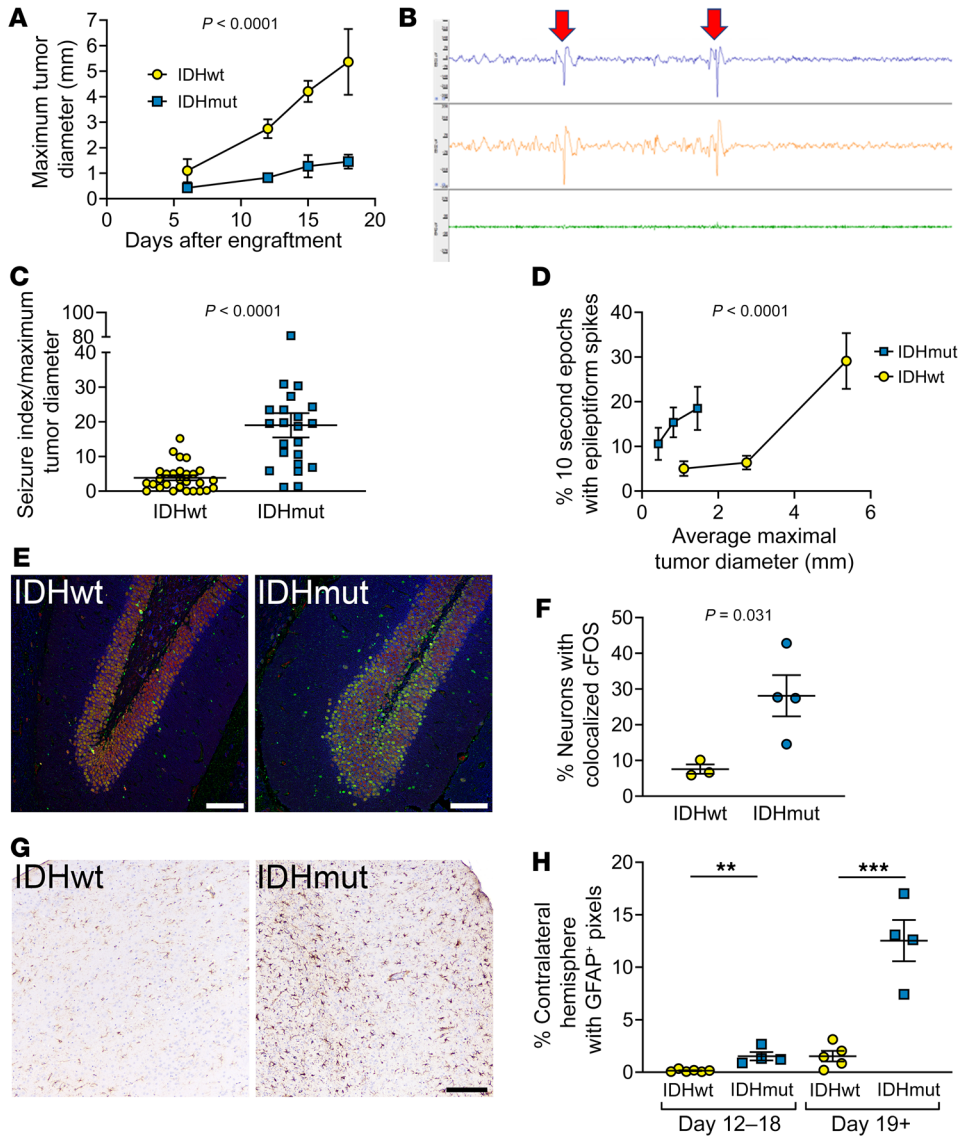 A
P < 0.0001
IDHwt
IDHmut
Maximum tumor
diameter (mm)
7
6
5
4
3
2
1
0
0 5 10 15 20
Days after engraftment
B
C
P < 0.0001
Seizure index/maximum
tumor diameter
100
80
40
30
20
10
0
IDHwt IDHmut
D
P < 0.0001
% 10 second epochs
with epileptiform spikes
40
30
20
10
0
0 2 4 6
Average maximal
tumor diameter (mm)
IDHmut
IDHwt
E
IDHwt IDHmut
F
P = 0.031
% Neurons with
colocalized cFOS
50
40
30
20
10
0
IDHwt IDHmut
G
IDHwt IDHmut
H
% Contralateral
hemisphere
with GFAP⁺ pixels
20
15
10
5
0
** ***
IDHwt IDHmut IDHwt IDHmut
Day 12–18 Day 19+